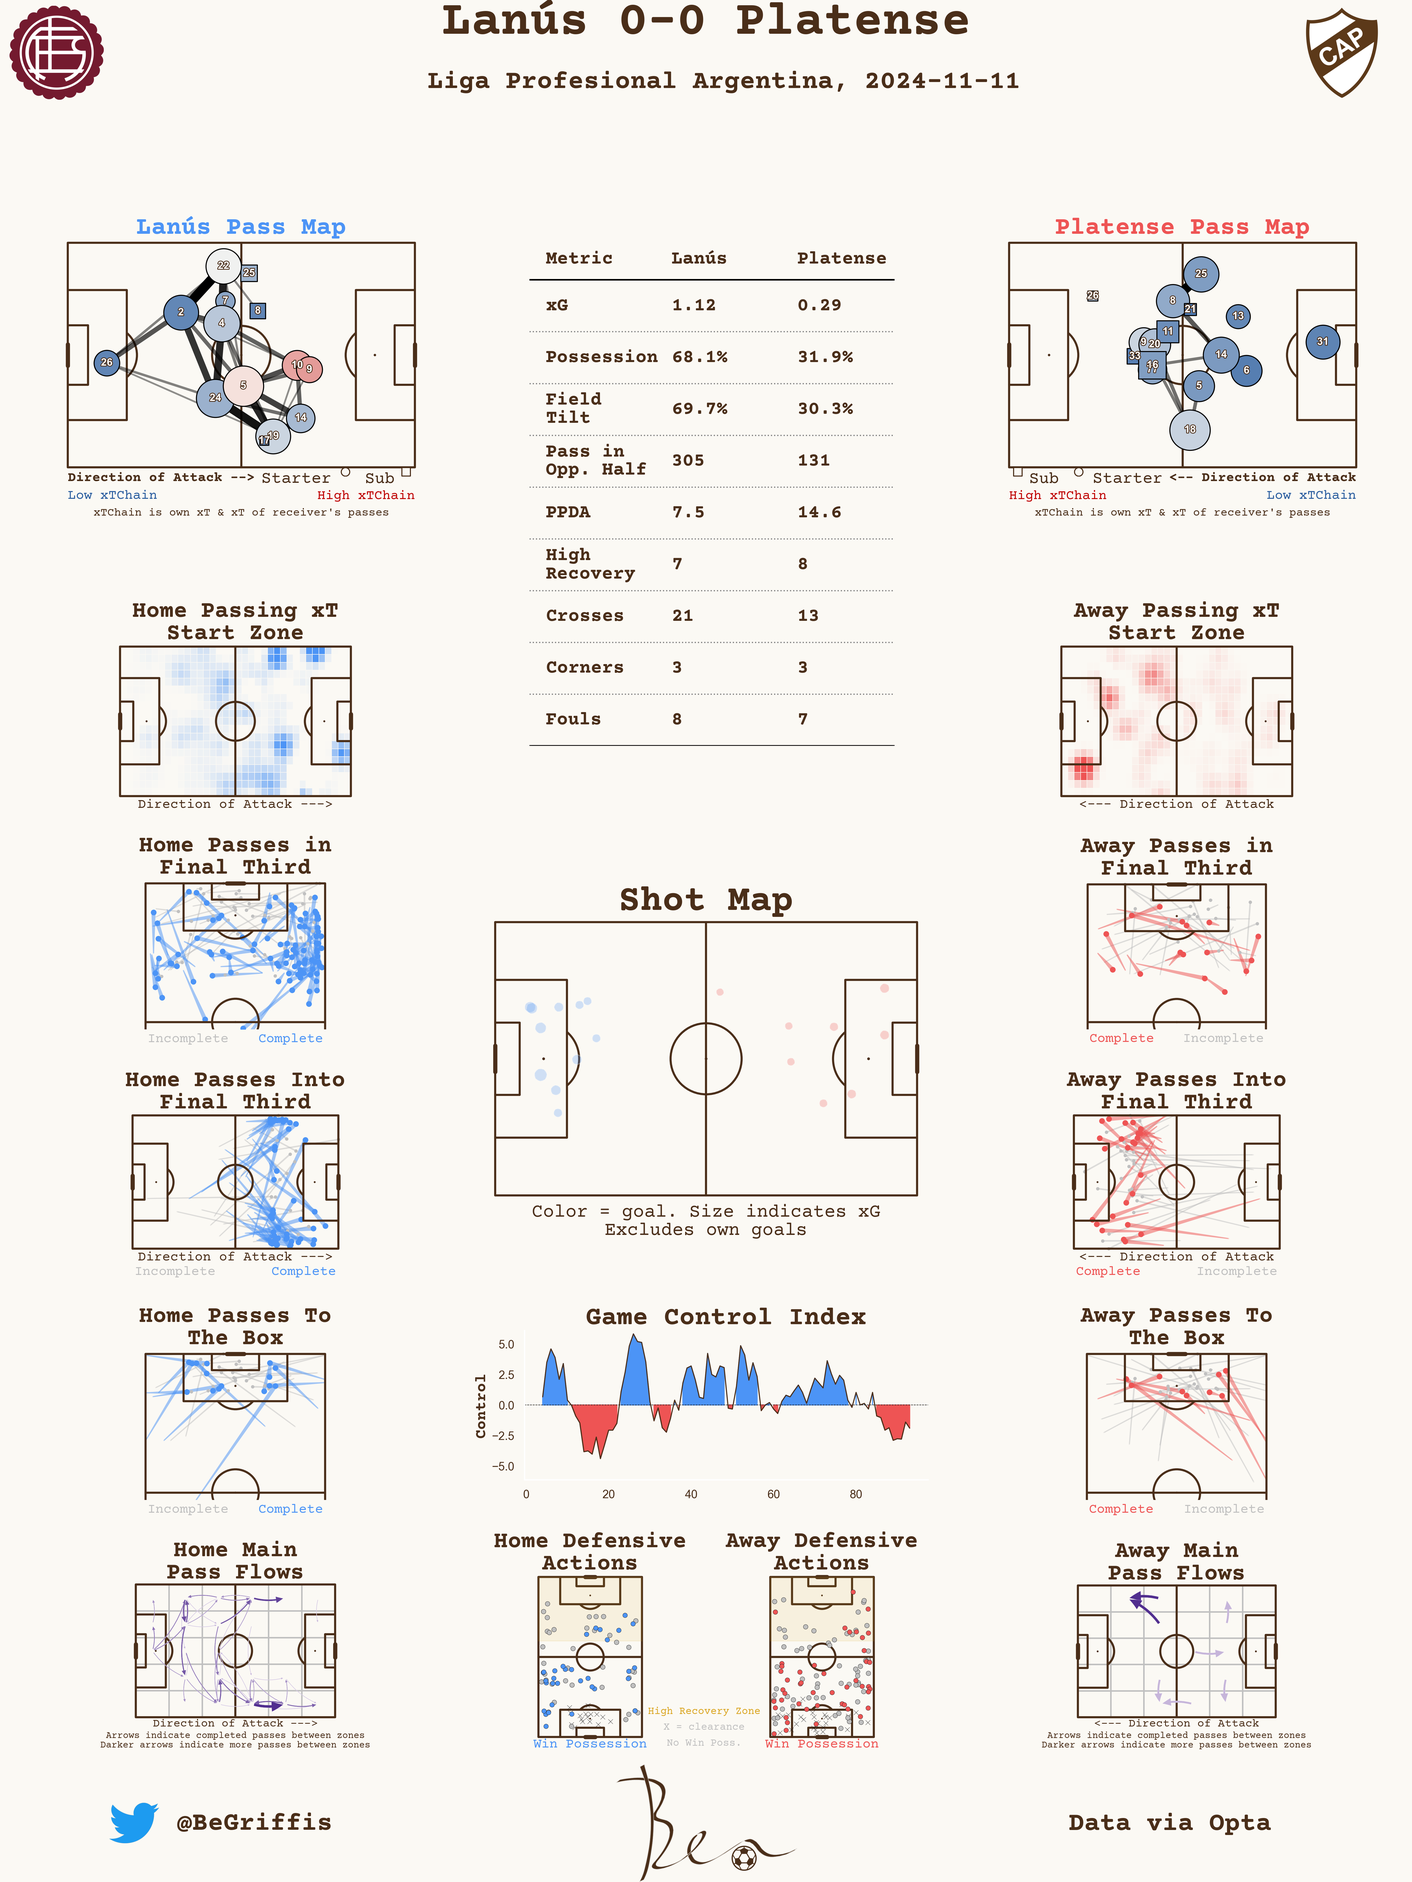 Lanús 0-0 Platense
Liga Profesional Argentina, 2024-11-11
CAP
Lanús Pass Map
22
25
7
8
2
4
26
10
9
5
24
14
19
17
Direction of Attack --> Starter Sub
Low xTChain High xTChain
xTChain is own xT & xT of receiver's passes
Metric Lanús Platense
xG 1.12 0.29
Possession 68.1% 31.9%
Field
Tilt 69.7% 30.3%
Pass in
Opp. Half 305 131
PPDA 7.5 14.6
High
Recovery 7 8
Crosses 21 13
Corners 3 3
Fouls 8 7
Platense Pass Map
25
26
8
21
13
11
9
20
33
16
14
31
6
5
18
Sub Starter <-- Direction of Attack
High xTChain Low xTChain
xTChain is own xT & xT of receiver's passes
Home Passing xT
Start Zone
Direction of Attack --->
Away Passing xT
Start Zone
<--- Direction of Attack
Home Passes in
Final Third
Incomplete Complete
Away Passes in
Final Third
Complete Incomplete
Shot Map
Color = goal. Size indicates xG
Excludes own goals
Home Passes Into
Final Third
Direction of Attack --->
Incomplete Complete
Away Passes Into
Final Third
<--- Direction of Attack
Complete Incomplete
Home Passes To
The Box
Incomplete Complete
Game Control Index
Control
5.0
2.5
0.0
−2.5
−5.0
0 20 40 60 80
Away Passes To
The Box
Complete Incomplete
Home Main
Pass Flows
Direction of Attack --->
Arrows indicate completed passes between zones
Darker arrows indicate more passes between zones
Home Defensive
Actions
Win Possession
Away Defensive
Actions
Win Possession
High Recovery Zone
X = clearance
No Win Poss.
Away Main
Pass Flows
<--- Direction of Attack
Arrows indicate completed passes between zones
Darker arrows indicate more passes between zones
@BeGriffis
Ben
Data via Opta